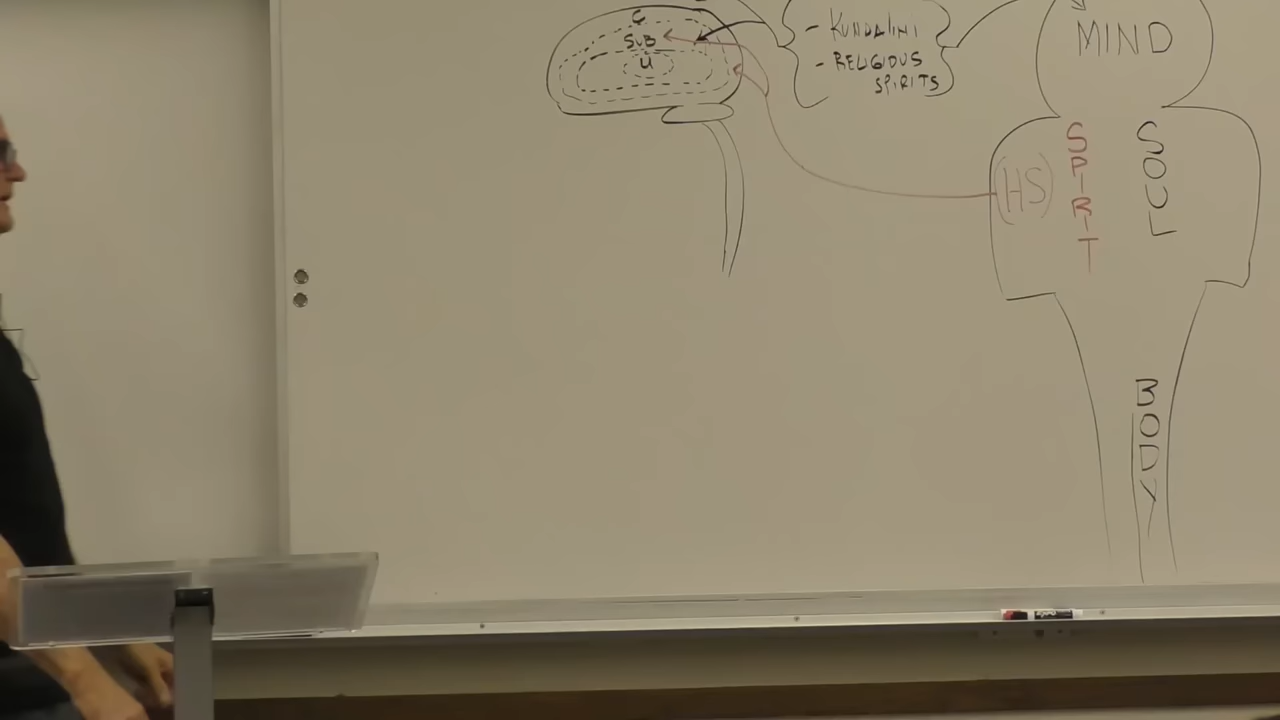 C
SUB
U
- KUNDALINI
- RELIGIOUS
SPIRITS
MIND
(HS)
SPIRIT
SOUL
BODY